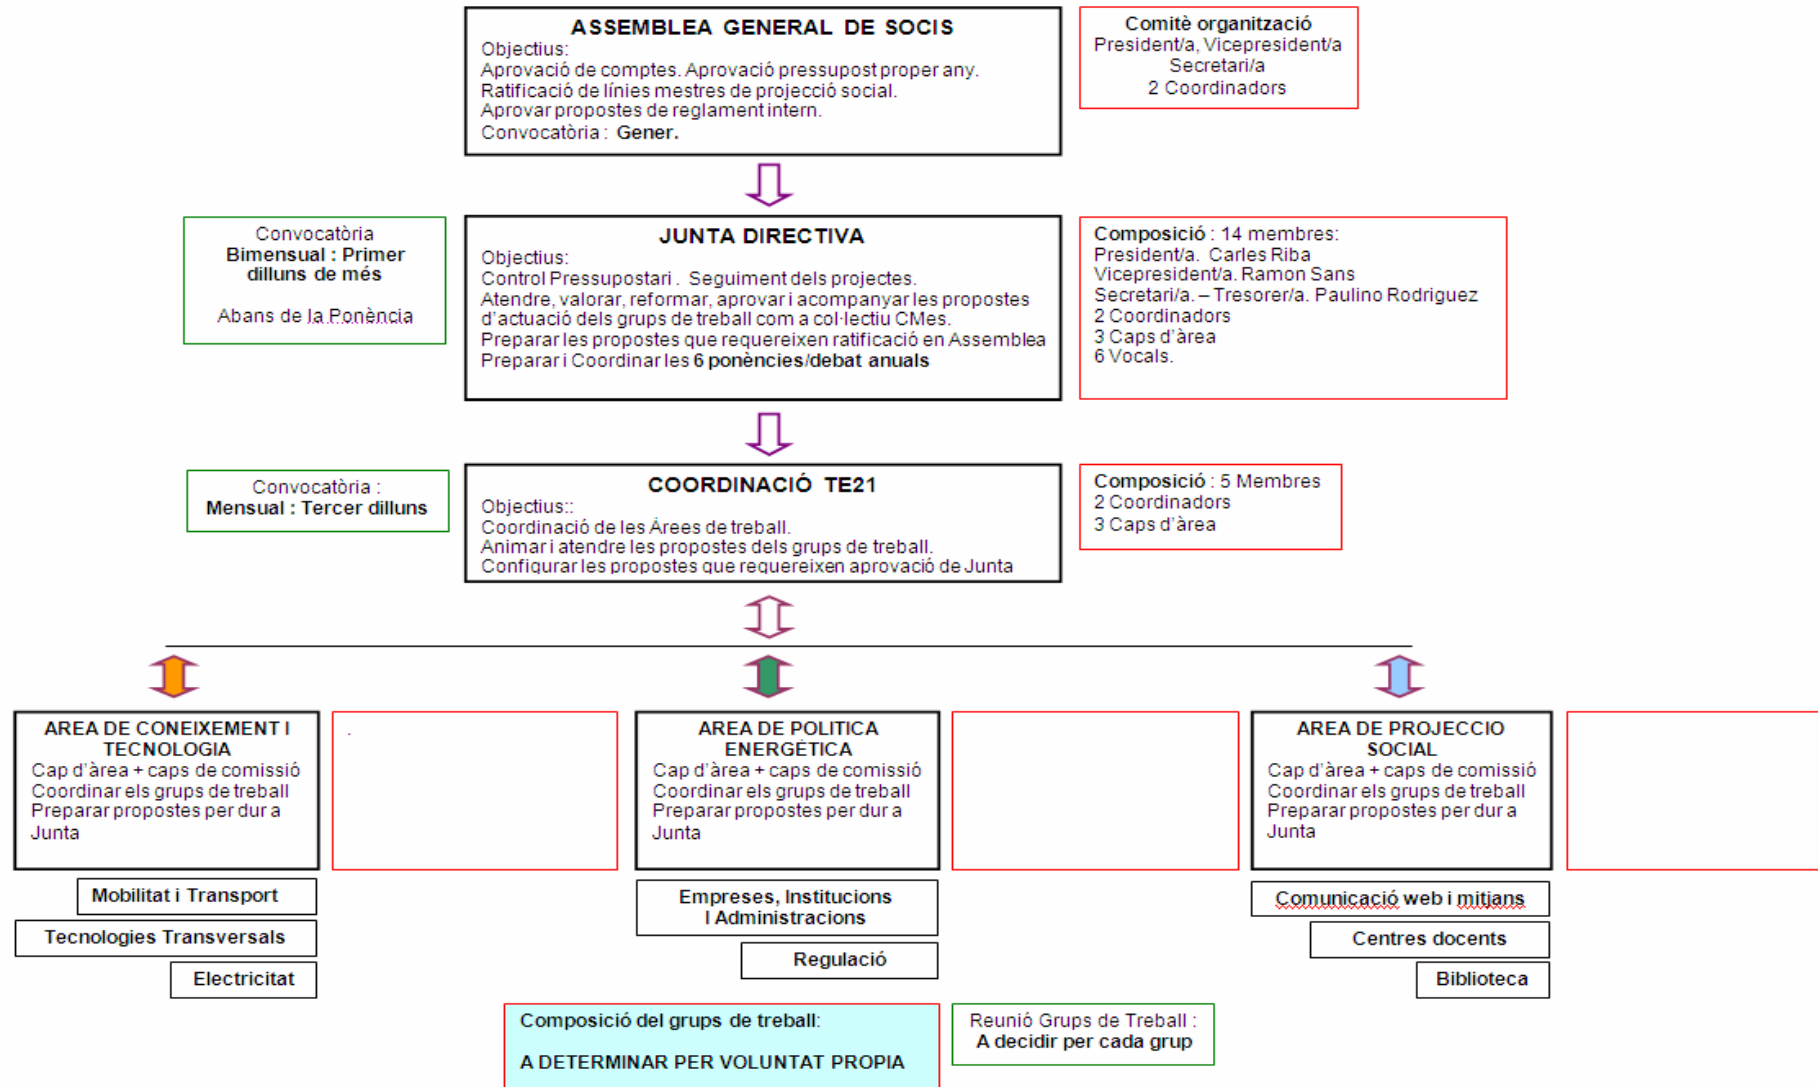 ASSEMBLEA GENERAL DE SOCIS
Objectius:
Aprovació de comptes. Aprovació pressupost proper any.
Ratificació de línies mestres de projecció social.
Aprovar propostes de reglament intern.
Convocatòria : Gener.
Comitè organització
President/a, Vicepresident/a
Secretari/a
2 Coordinadors
Convocatòria
Bimensual : Primer
dilluns de més
Abans de la Ponència
JUNTA DIRECTIVA
Objectius:
Control Pressupostari . Seguiment dels projectes.
Atendre, valorar, reformar, aprovar i acompanyar les propostes
d'actuació dels grups de treball com a col·lectiu CMes.
Preparar les propostes que requereixen ratificació en Assemblea
Preparar i Coordinar les 6 ponències/debat anuals
Composició : 14 membres:
President/a. Carles Riba
Vicepresident/a. Ramon Sans
Secretari/a. – Tresorer/a. Paulino Rodriguez
2 Coordinadors
3 Caps d'àrea
6 Vocals.
Convocatòria :
Mensual : Tercer dilluns
COORDINACIÓ TE21
Objectius::
Coordinació de les Àrees de treball.
Animar i atendre les propostes dels grups de treball.
Configurar les propostes que requereixen aprovació de Junta
Composició : 5 Membres
2 Coordinadors
3 Caps d'àrea
AREA DE CONEIXEMENT I
TECNOLOGIA
Cap d'àrea + caps de comissió
Coordinar els grups de treball
Preparar propostes per dur a
Junta
.
Mobilitat i Transport
Tecnologies Transversals
Electricitat
AREA DE POLITICA
ENERGÈTICA
Cap d'àrea + caps de comissió
Coordinar els grups de treball
Preparar propostes per dur a
Junta
Empreses, Institucions
I Administracions
Regulació
AREA DE PROJECCIO
SOCIAL
Cap d'àrea + caps de comissió
Coordinar els grups de treball
Preparar propostes per dur a
Junta
Comunicació web i mitjans
Centres docents
Biblioteca
Composició del grups de treball:
A DETERMINAR PER VOLUNTAT PROPIA
Reunió Grups de Treball :
A decidir per cada grup